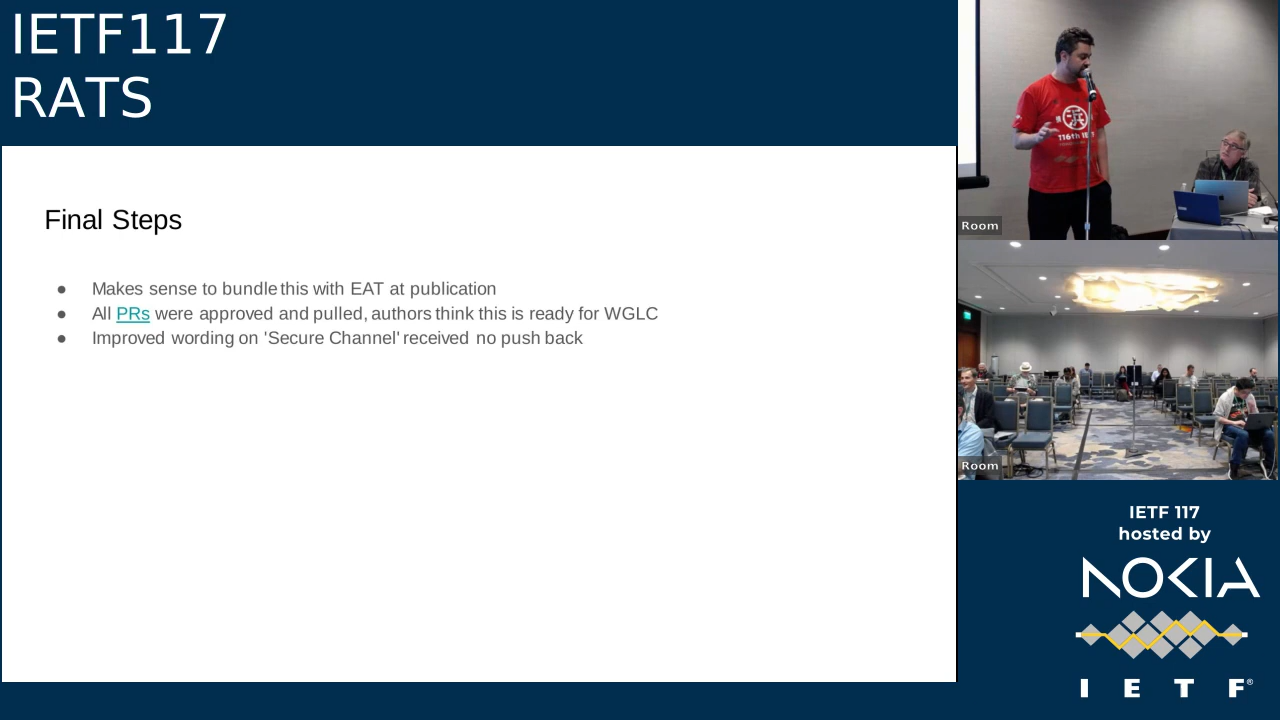 IETF117
RATS
Final Steps
● Makes sense to bundle this with EAT at publication
● All PRs were approved and pulled, authors think this is ready for WGLC
● Improved wording on 'Secure Channel' received no push back
浜
116th IETF
Room
Room
IETF 117
hosted by
NOKIA
I E T F®